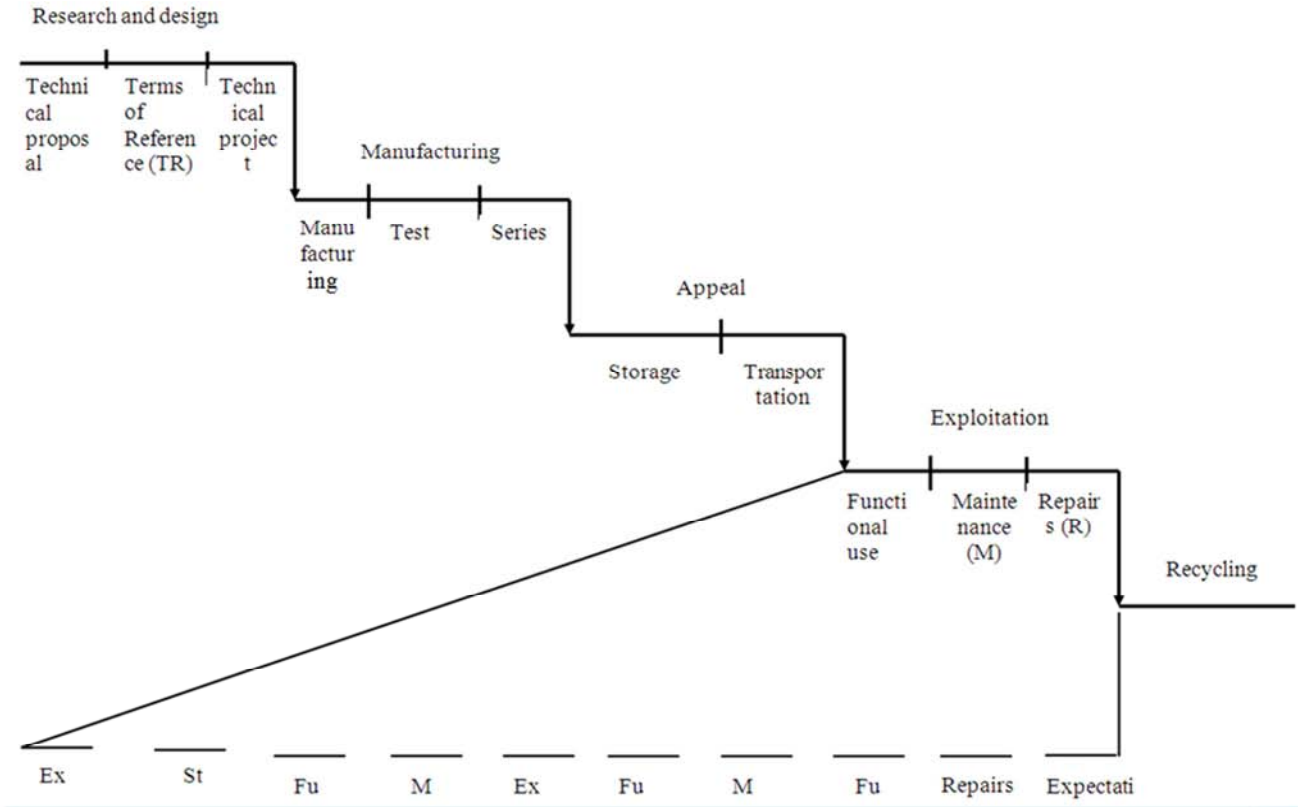 Research and design
Techni
cal
propos
al
Terms
of
Referen
ce (TR)
Techn
ical
projec
t
Manufacturing
Manu
factur
ing
Test
Series
Appeal
Storage
Transpor
tation
Exploitation
Functi
onal
use
Mainte
nance
(M)
Repair
s (R)
Recycling
Ex
St
Fu
M
Ex
Fu
M
Fu
Repairs
Expectati